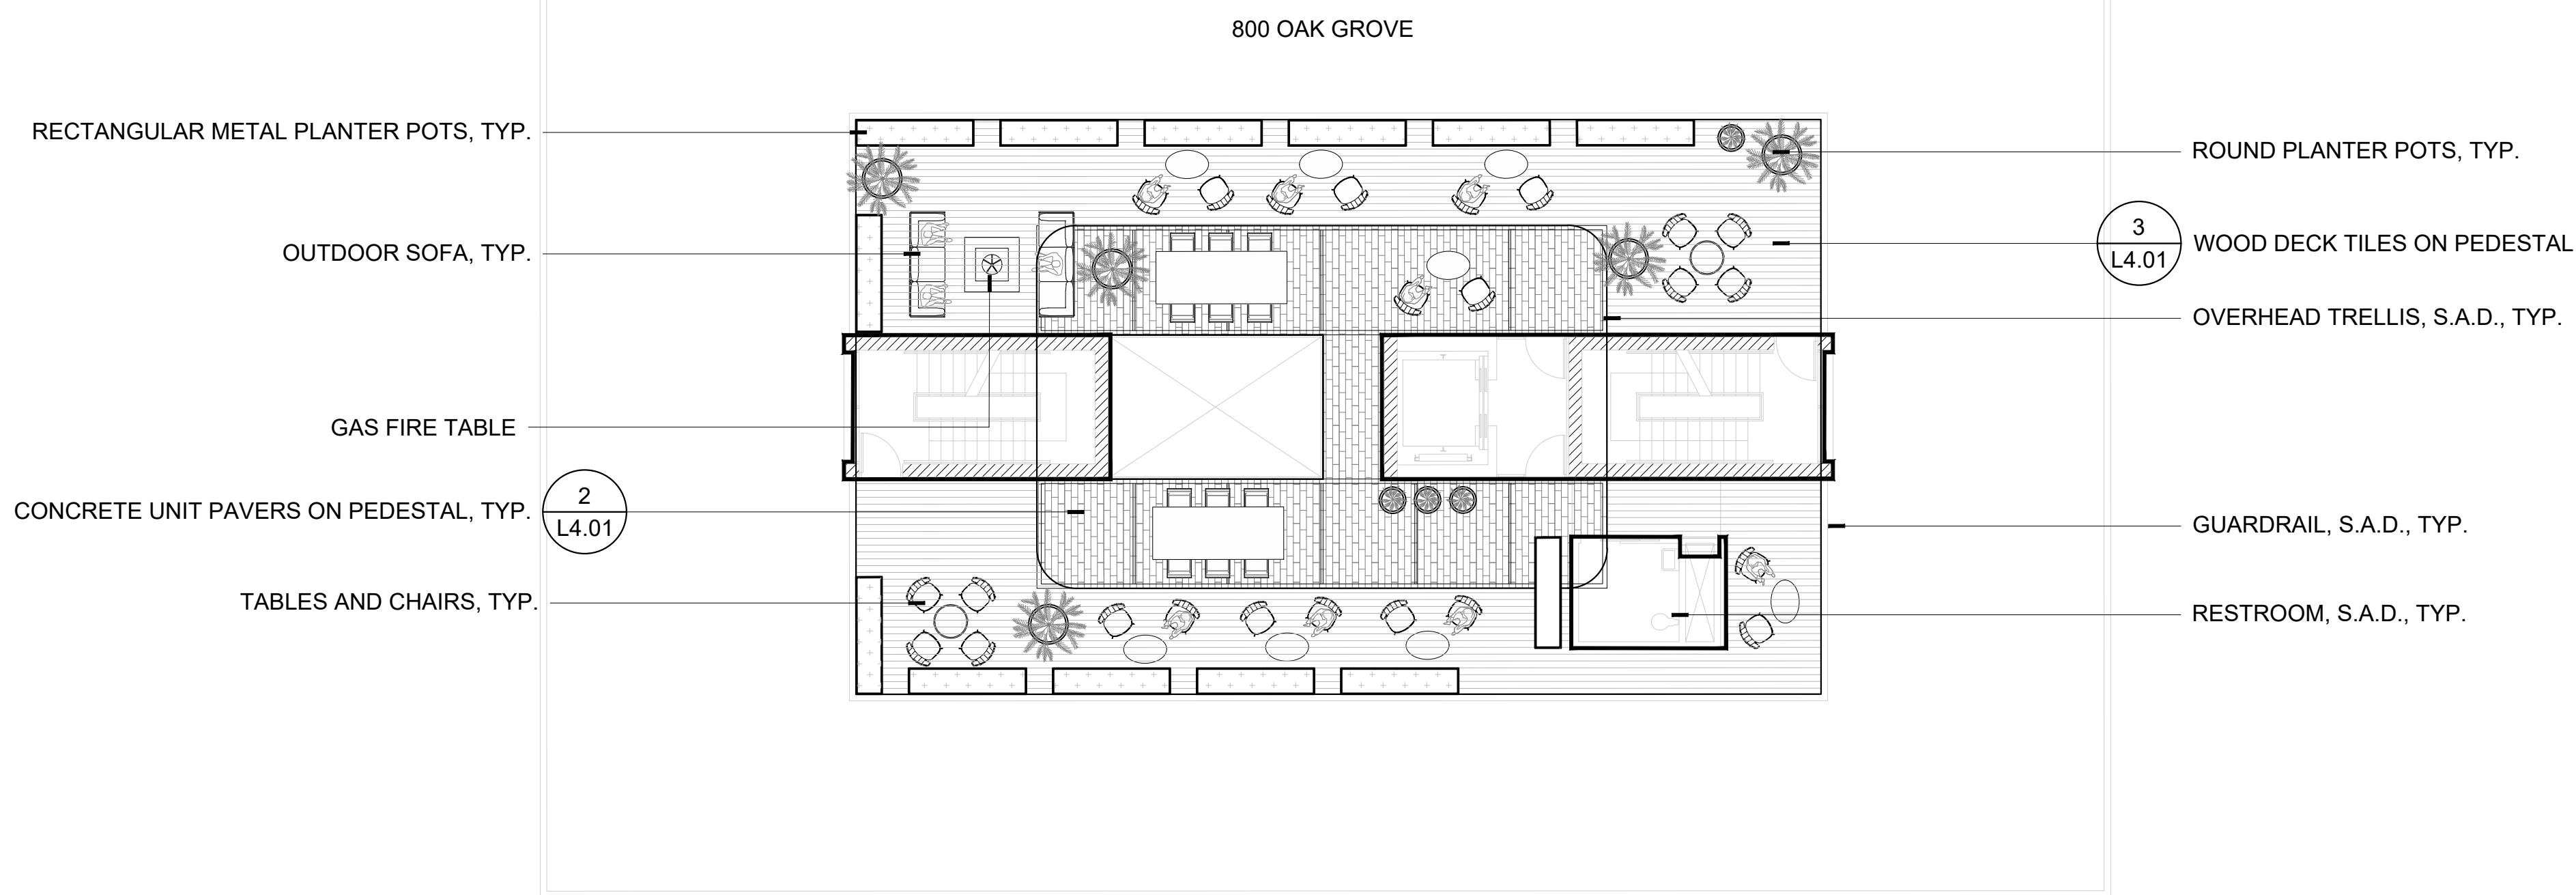 800 OAK GROVE
RECTANGULAR METAL PLANTER POTS, TYP.
OUTDOOR SOFA, TYP.
GAS FIRE TABLE
2
L4.01
CONCRETE UNIT PAVERS ON PEDESTAL, TYP.
TABLES AND CHAIRS, TYP.
ROUND PLANTER POTS, TYP.
3
L4.01
WOOD DECK TILES ON PEDESTAL
OVERHEAD TRELLIS, S.A.D., TYP.
GUARDRAIL, S.A.D., TYP.
RESTROOM, S.A.D., TYP.